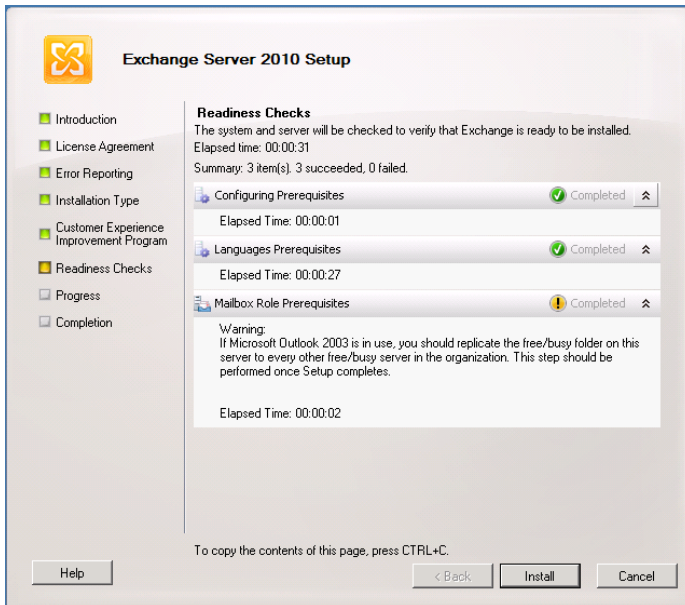 Exchange Server 2010 Setup
Introduction
License Agreement
Error Reporting
Installation Type
Customer Experience
Improvement Program
Readiness Checks
Progress
Completion
Readiness Checks
The system and server will be checked to verify that Exchange is ready to be installed.
Elapsed time: 00:00:31
Summary: 3 item(s). 3 succeeded, 0 failed.
Configuring Prerequisites Completed
Elapsed Time: 00:00:01
Languages Prerequisites Completed
Elapsed Time: 00:00:27
Mailbox Role Prerequisites Completed
Warning:
If Microsoft Outlook 2003 is in use, you should replicate the free/busy folder on this
server to every other free/busy server in the organization. This step should be
performed once Setup completes.
Elapsed Time: 00:00:02
To copy the contents of this page, press CTRL+C.
Help < Back Install Cancel